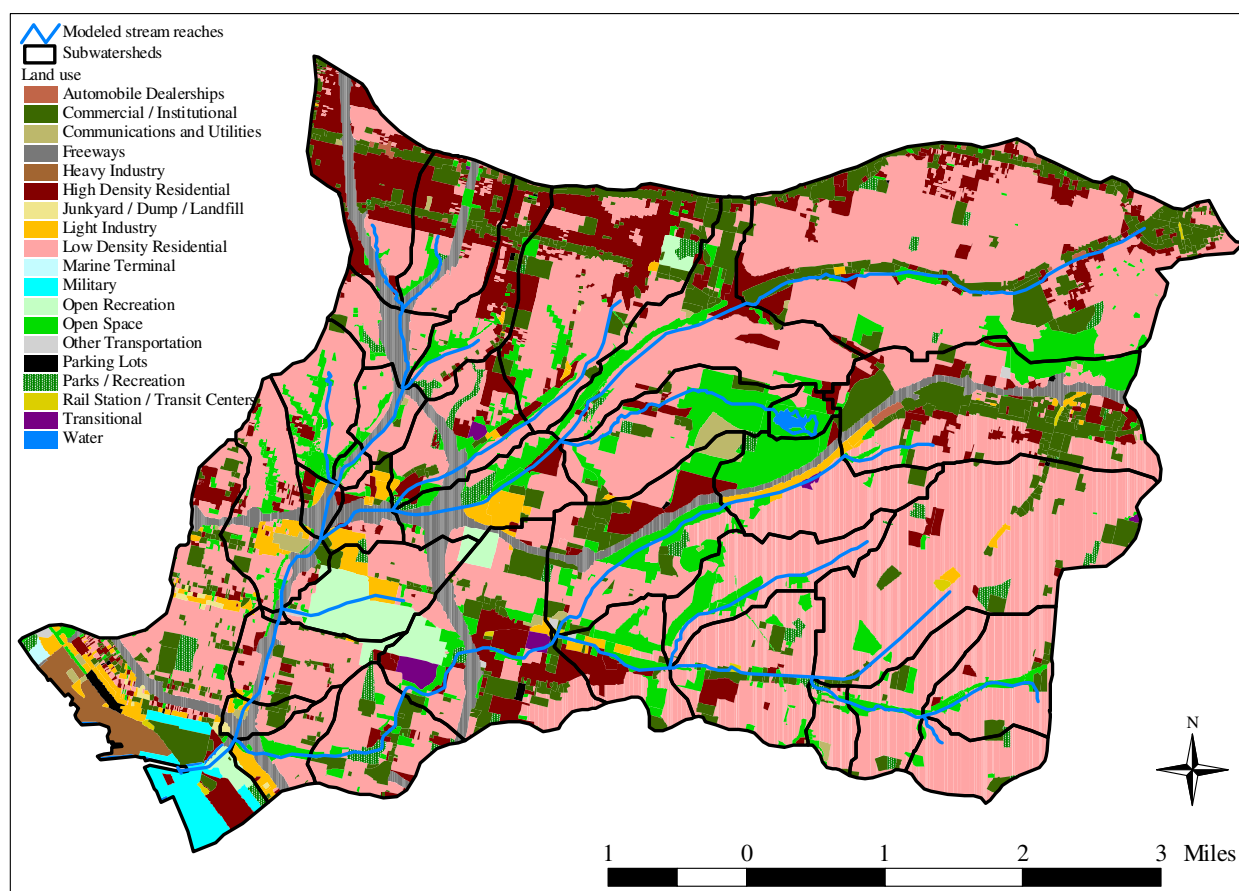 Modeled stream reaches
Subwatersheds
Land use
Automobile Dealerships
Commercial / Institutional
Communications and Utilities
Freeways
Heavy Industry
High Density Residential
Junkyard / Dump / Landfill
Light Industry
Low Density Residential
Marine Terminal
Military
Open Recreation
Open Space
Other Transportation
Parking Lots
Parks / Recreation
Rail Station / Transit Centers
Transitional
Water
N
1 0 1 2 3 Miles